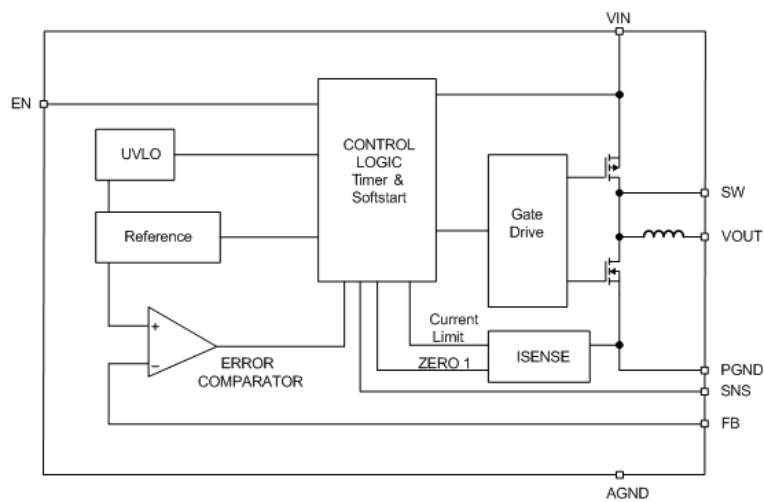 VIN
EN
CONTROL
LOGIC
Timer &
Softstart
UVLO
Reference
Gate
Drive
SW
VOUT
+
−
ERROR
COMPARATOR
Current
Limit
ZERO 1
ISENSE
PGND
SNS
FB
AGND